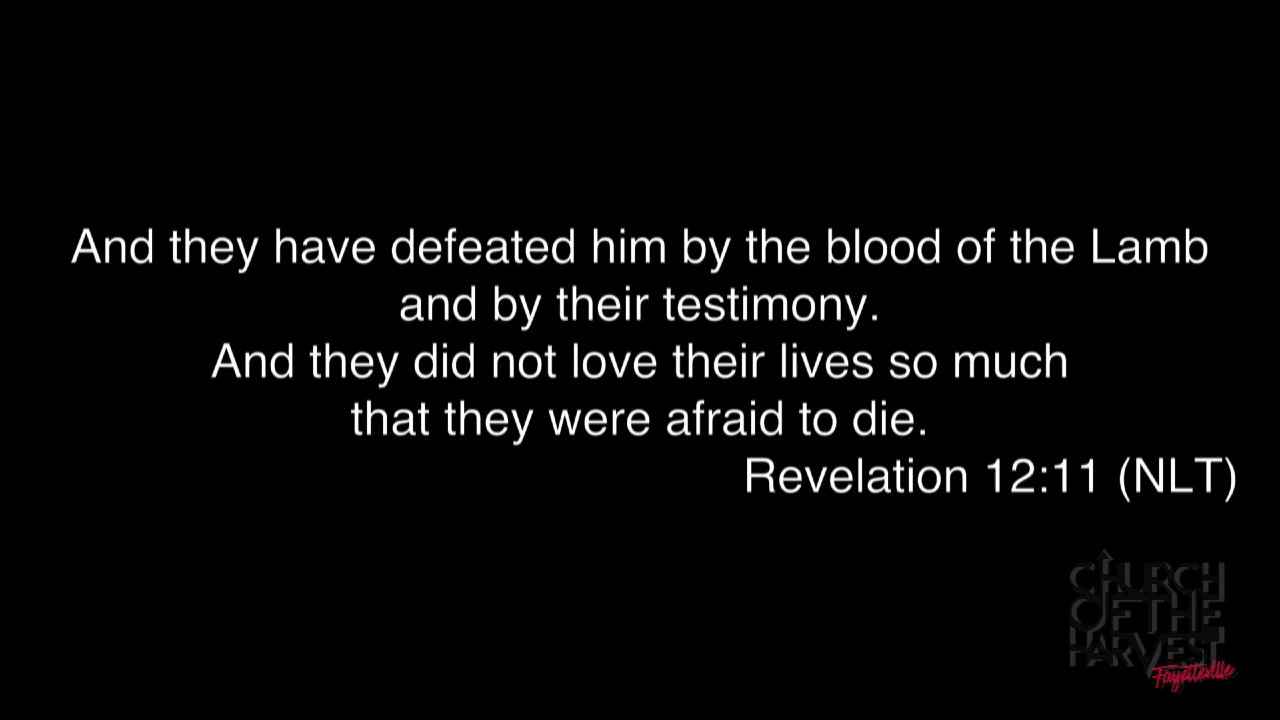 And they have defeated him by the blood of the Lamb
and by their testimony.
And they did not love their lives so much
that they were afraid to die.
Revelation 12:11 (NLT)
CHURCH
OF THE
HARVEST
Fayetteville